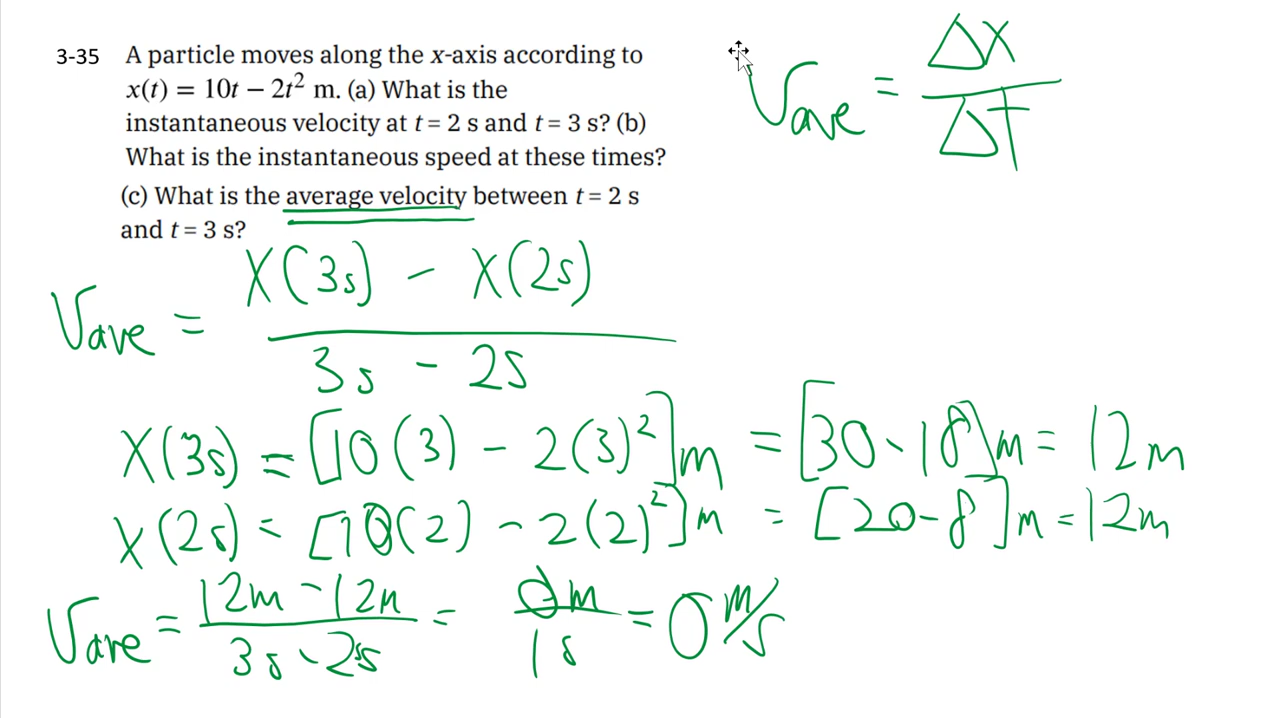 3-35 A particle moves along the x-axis according to
x(t) = 10t − 2t² m. (a) What is the
instantaneous velocity at t = 2 s and t = 3 s? (b)
What is the instantaneous speed at these times?
(c) What is the average velocity between t = 2 s
and t = 3 s?
Vave = Δx / Δt
Vave = X(3s) − X(2s) / 3s − 2s
X(3s) = [10(3) − 2(3)²]m = [30 - 18]m = 12m
X(2s) = [10(2) − 2(2)²]m = [20 - 8]m = 12m
Vave = 12m − 12m / 3s - 2s = 0m / 1s = 0 m/s